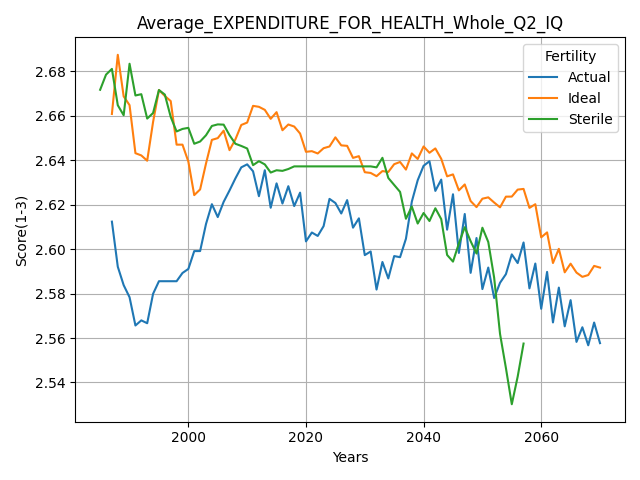 Average_EXPENDITURE_FOR_HEALTH_Whole_Q2_IQ
Fertility
Actual
Ideal
Sterile
Score(1-3)
2.68
2.66
2.64
2.62
2.60
2.58
2.56
2.54
2000
2020
2040
2060
Years